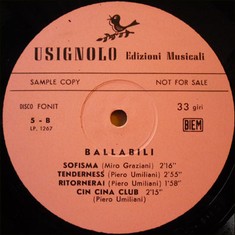 USIGNOLO Edizioni Musicali
SAMPLE COPY NOT FOR SALE
DISCO FONIT 33 giri
5 - B BIEM
LP. 1267
BALLABILI
SOFISMA (Miro Graziani) 2'16"
TENDERNESS (Piero Umiliani) 2'55"
RITORNERAI (Piero Umiliani) 1'58"
CIN CINA CLUB 2'15"
(Piero Umiliani)